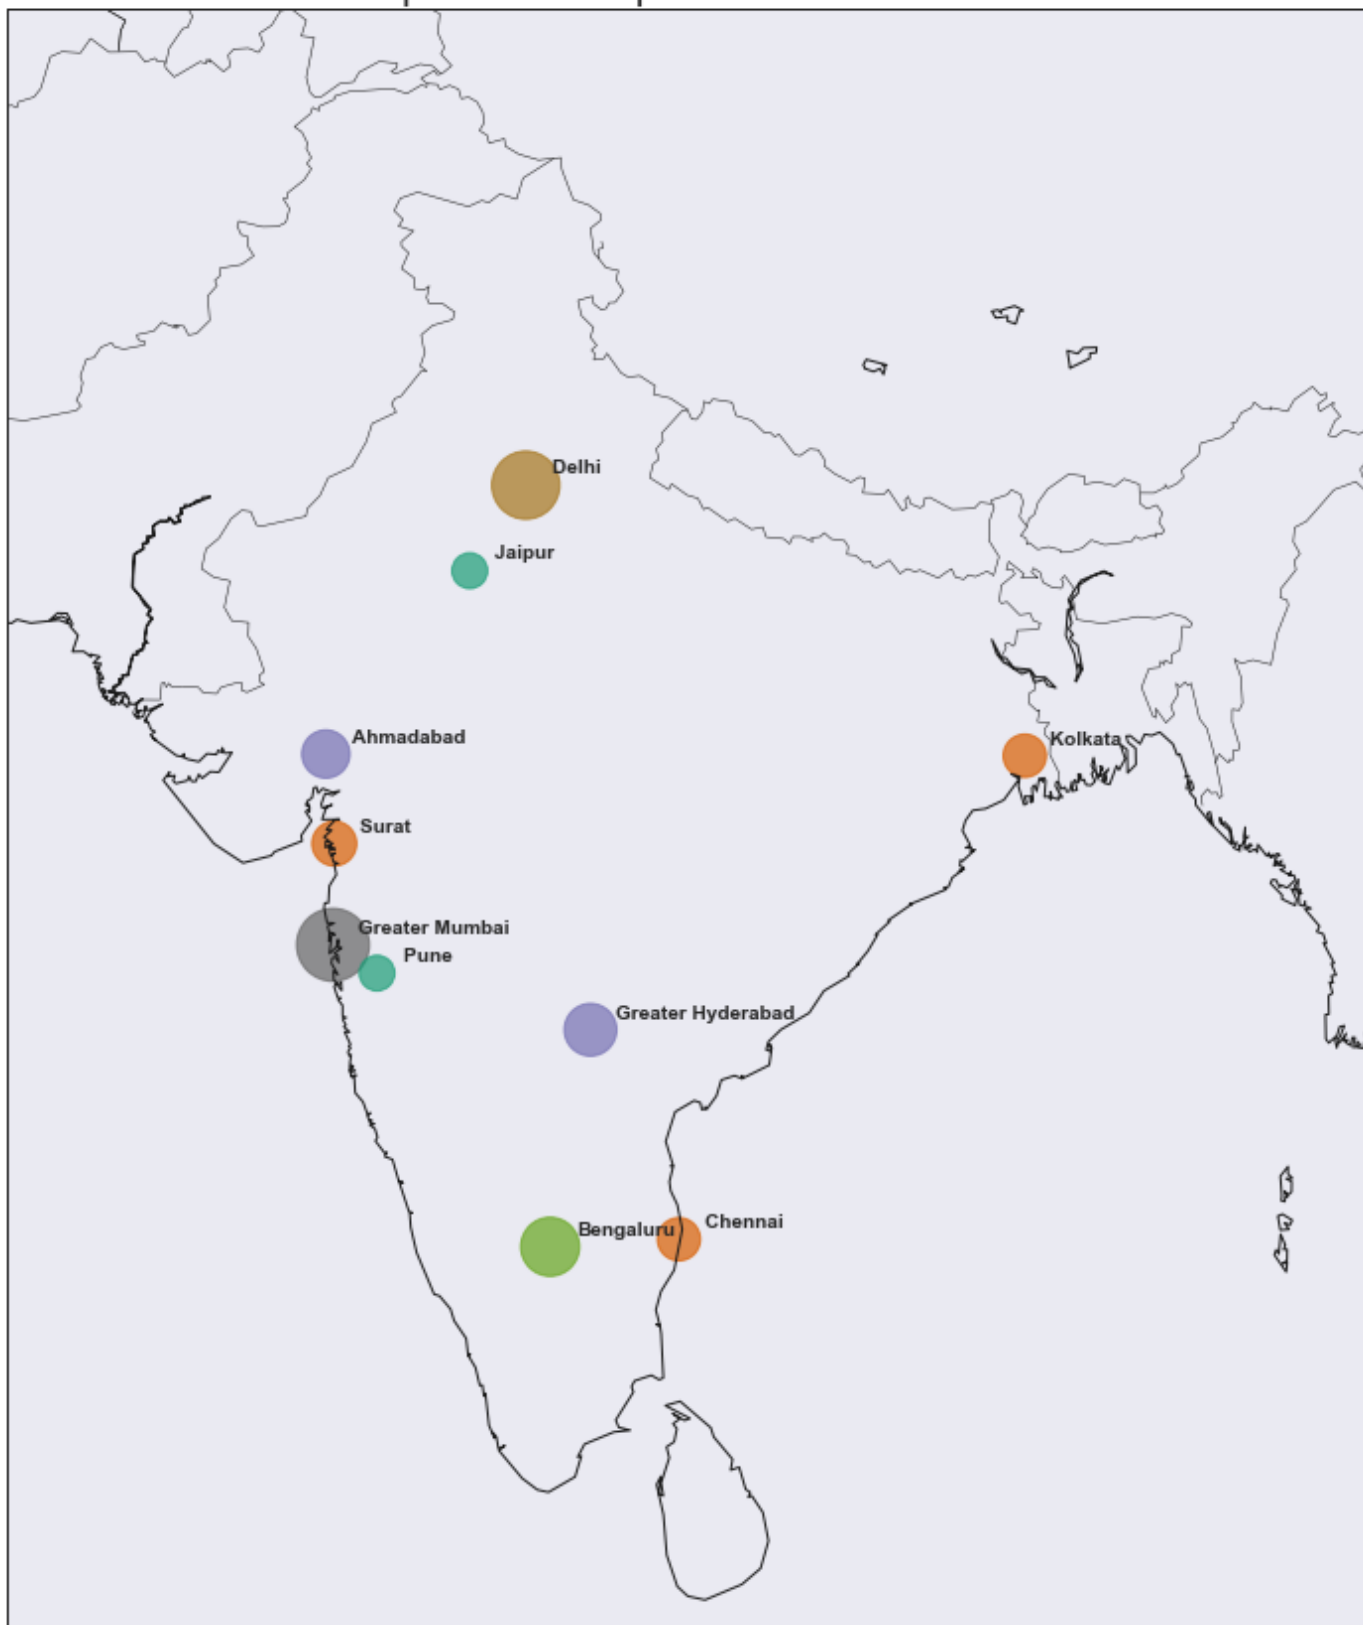 Delhi
Jaipur
Ahmadabad
Kolkata
Surat
Greater Mumbai
Pune
Greater Hyderabad
Chennai
Bengaluru